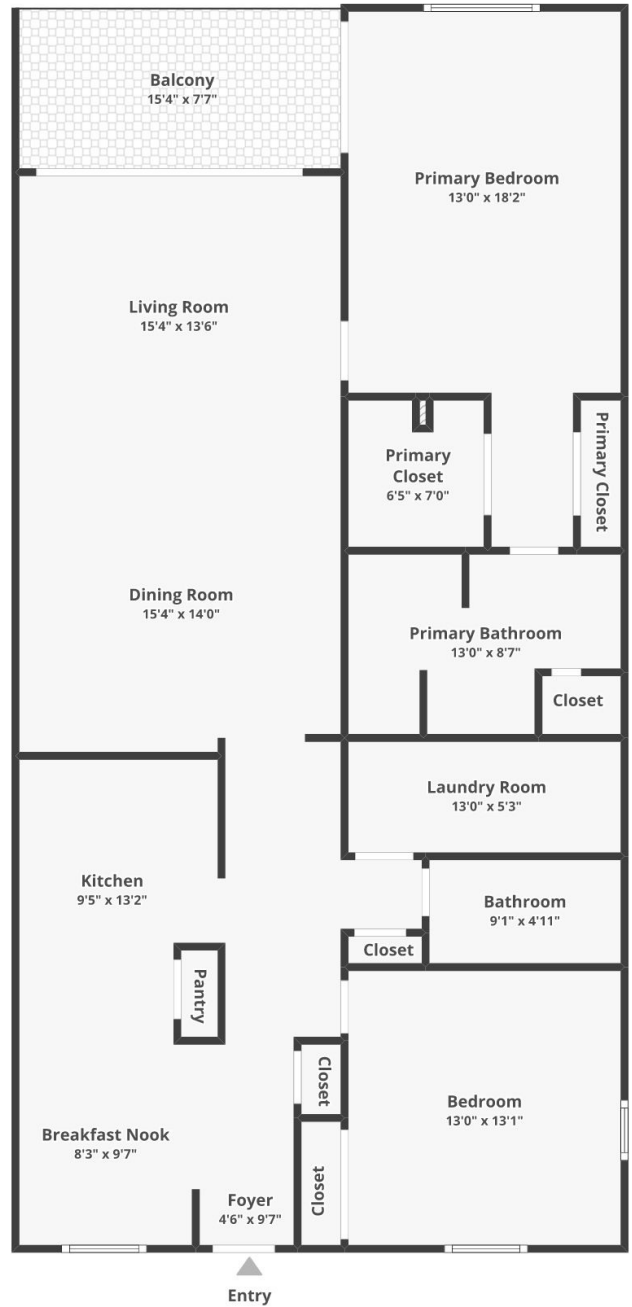 Balcony
15'4" x 7'7"
Primary Bedroom
13'0" x 18'2"
Living Room
15'4" x 13'6"
Primary
Closet
6'5" x 7'0"
Primary Closet
Dining Room
15'4" x 14'0"
Primary Bathroom
13'0" x 8'7"
Closet
Laundry Room
13'0" x 5'3"
Kitchen
9'5" x 13'2"
Bathroom
9'1" x 4'11"
Closet
Pantry
Closet
Bedroom
13'0" x 13'1"
Breakfast Nook
8'3" x 9'7"
Closet
Foyer
4'6" x 9'7"
Entry